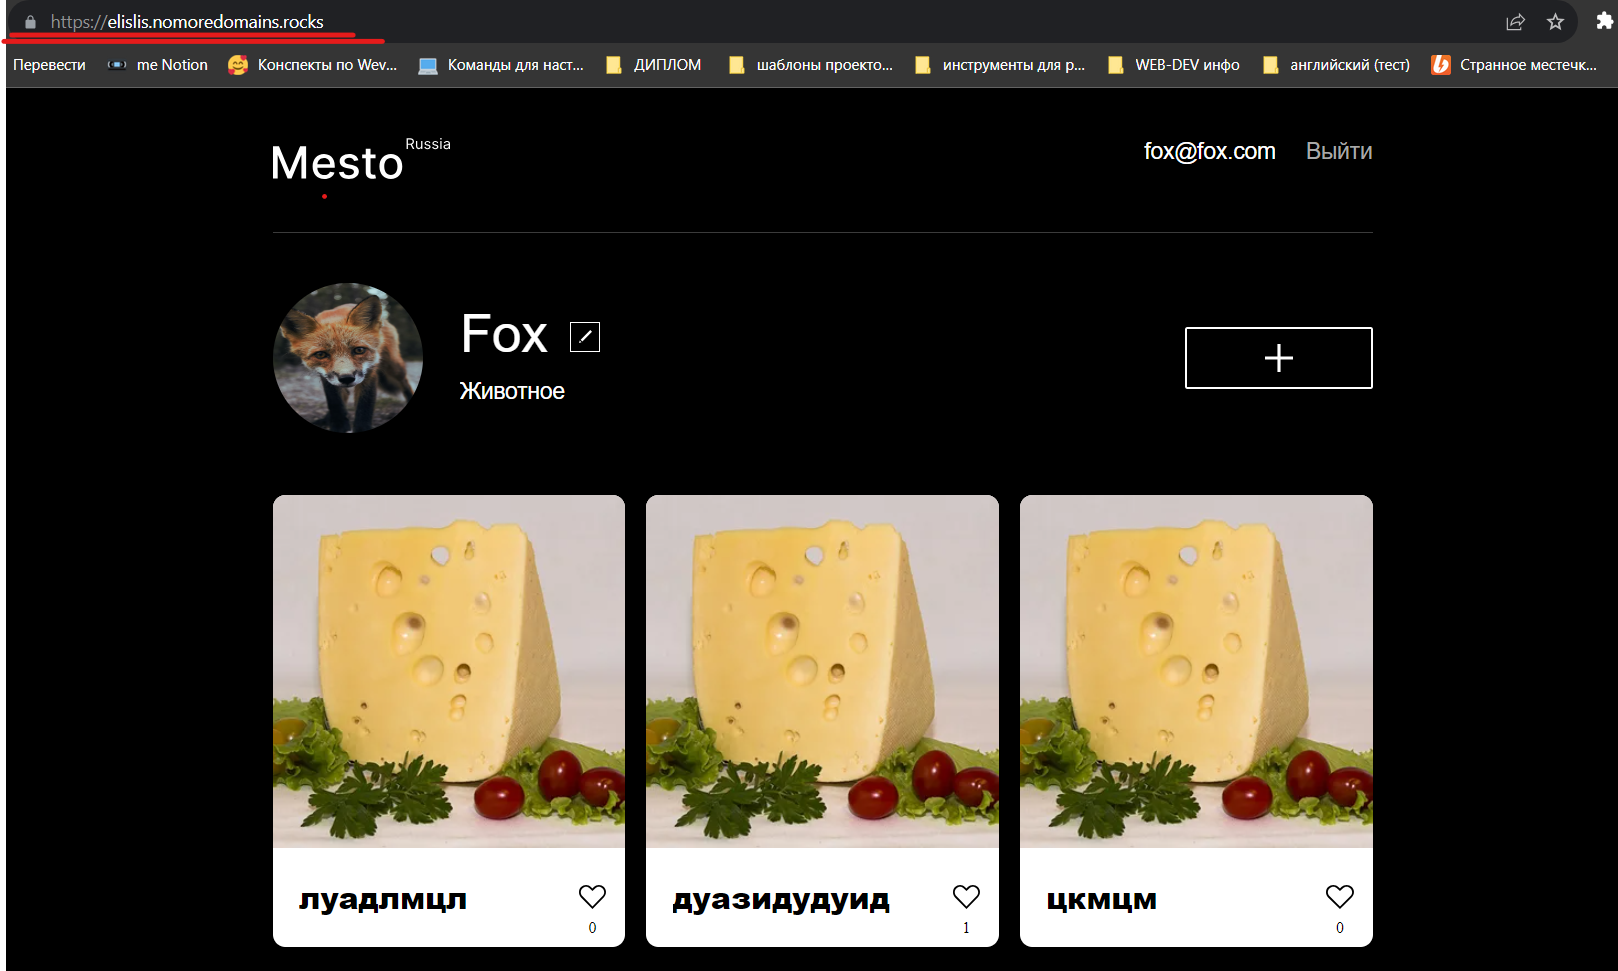 https://elislis.nomoredomains.rocks
Перевести me Notion Конспекты по Wev... Команды для наст... ДИПЛОМ шаблоны проекто... инструменты для р... WEB-DEV инфо английский (тест) Странное местечк...
Mesto Russia
fox@fox.com Выйти
Fox
Животное
луадлмцл
0
дуазидудуид
1
цкмцм
0